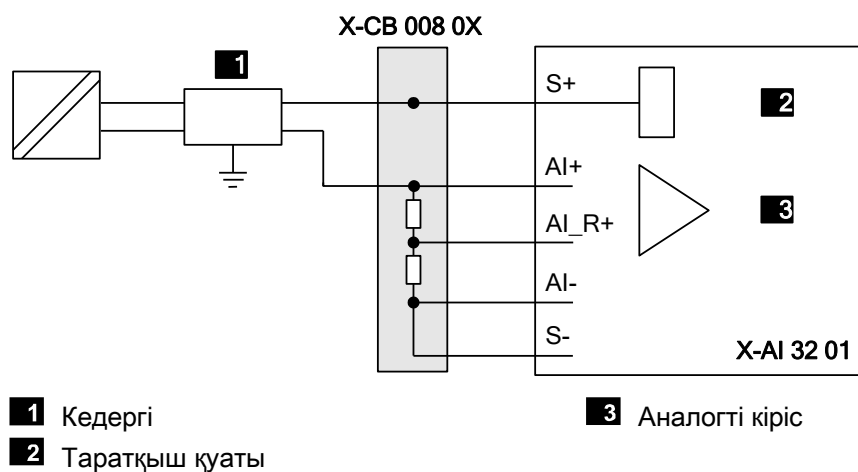 X-CB 008 0X
1
S+
2
AI+
3
AI_R+
AI-
S-
X-AI 32 01
1 Кедергі
3 Аналогті кіріс
2 Таратқыш қуаты